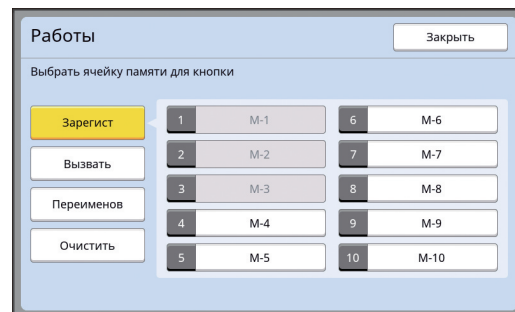 Работы
Закрыть
Выбрать ячейку памяти для кнопки
Зарегист
Вызвать
Переименов
Очистить
1 M-1
2 M-2
3 M-3
4 M-4
5 M-5
6 M-6
7 M-7
8 M-8
9 M-9
10 M-10